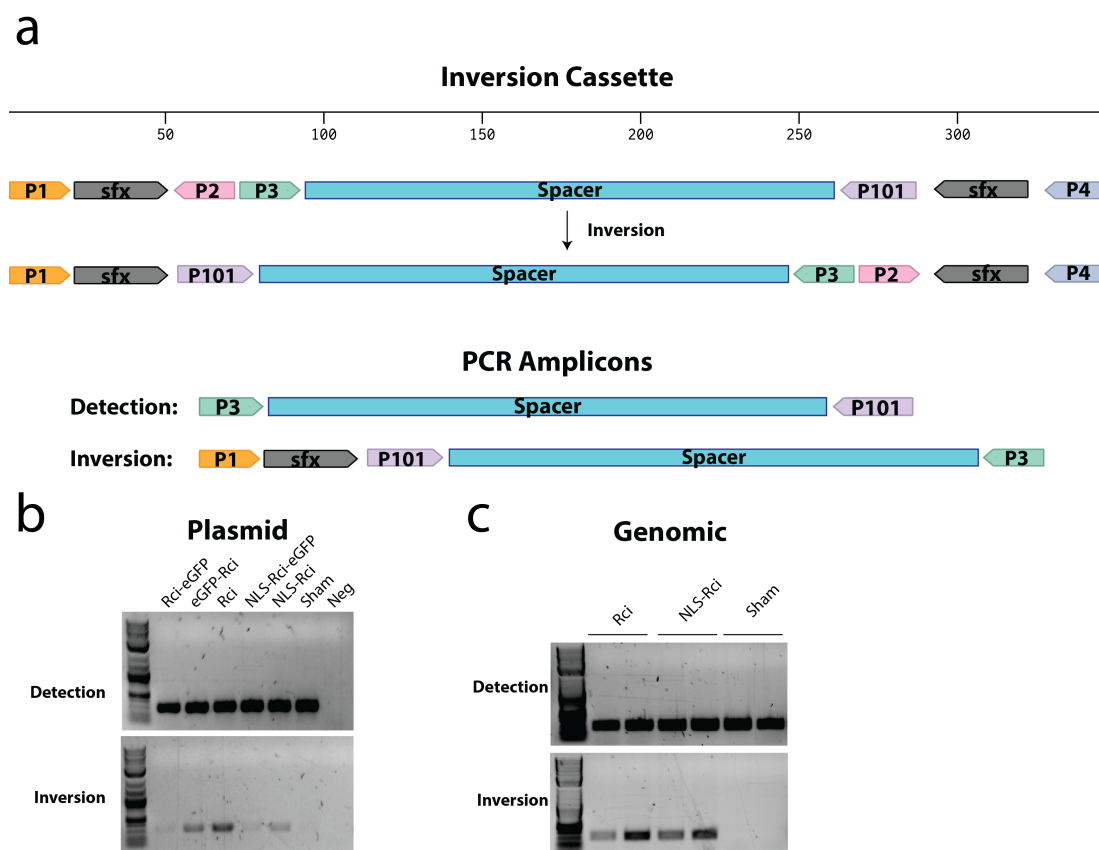 a
Inversion Cassette
50 100 150 200 250 300
P1 sfx P2 P3 Spacer P101 sfx P4
Inversion
P1 sfx P101 Spacer P3 P2 sfx P4
PCR Amplicons
Detection: P3 Spacer P101
Inversion: P1 sfx P101 Spacer P3
b
Plasmid
Rci-eGFP eGFP-Rci Rci NLS-Rci-eGFP NLS-Rci Sham Neg
Detection
Inversion
c
Genomic
Rci NLS-Rci Sham
Detection
Inversion